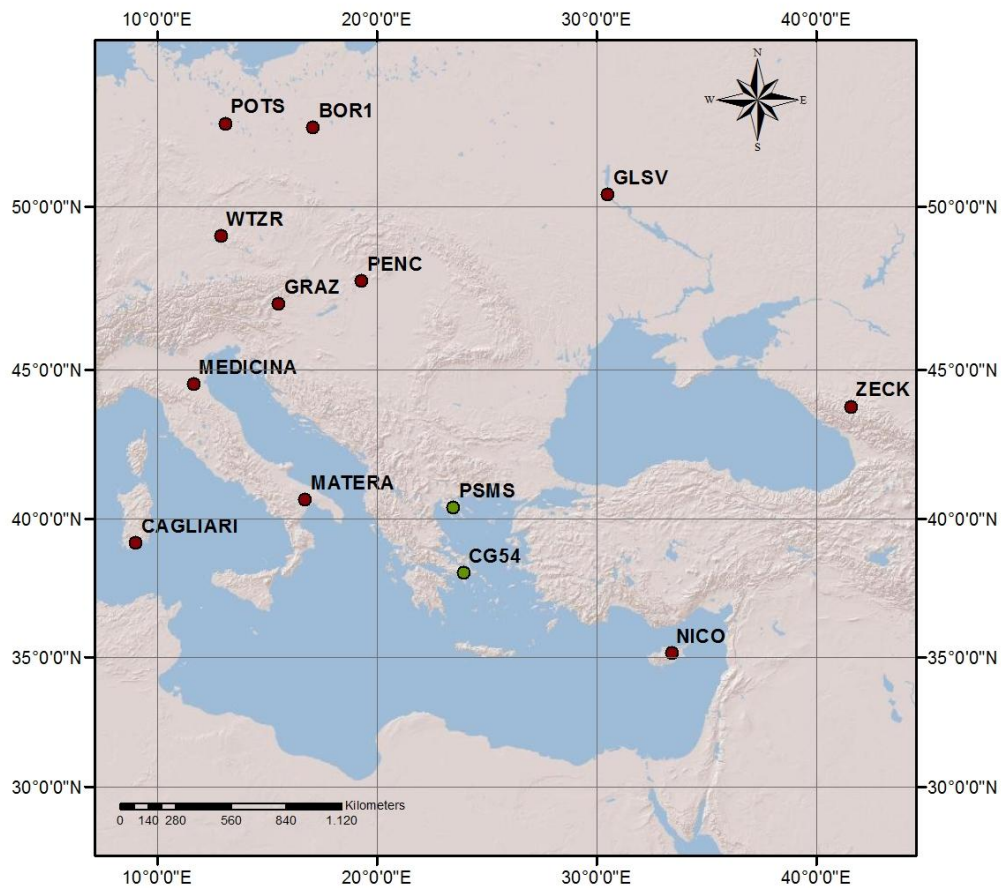 10°0'0"E 20°0'0"E 30°0'0"E 40°0'0"E
N
W E
S
POTS BOR1
GLSV
50°0'0"N 50°0'0"N
WTZR
PENC
GRAZ
45°0'0"N 45°0'0"N
MEDICINA
ZECK
MATERA PSMS
40°0'0"N 40°0'0"N
CAGLIARI
CG54
NICO
35°0'0"N 35°0'0"N
30°0'0"N 30°0'0"N
Kilometers
0 140 280 560 840 1.120
10°0'0"E 20°0'0"E 30°0'0"E 40°0'0"E